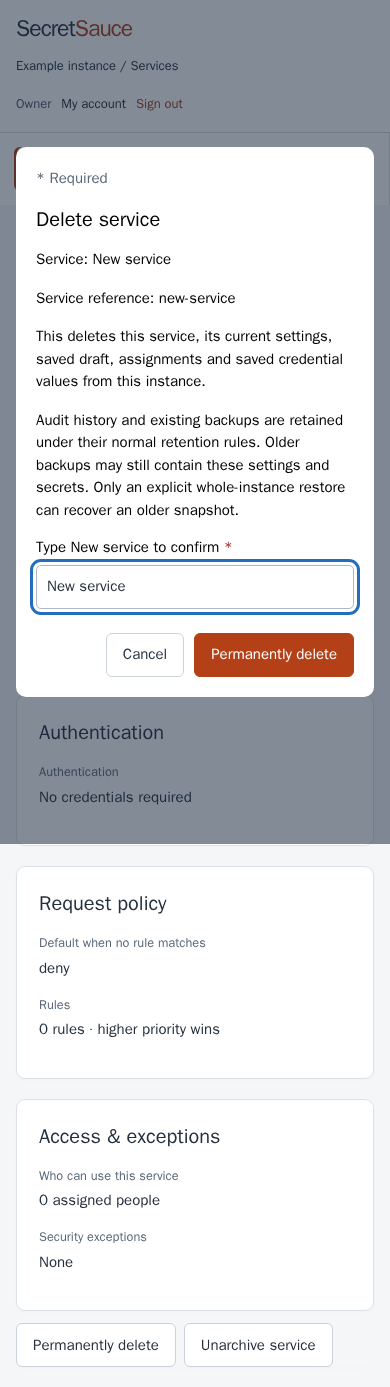 SecretSauce
Example instance / Services
Owner My account Sign out
* Required
Delete service
Service: New service
Service reference: new-service
This deletes this service, its current settings,
saved draft, assignments and saved credential
values from this instance.
Audit history and existing backups are retained
under their normal retention rules. Older
backups may still contain these settings and
secrets. Only an explicit whole-instance restore
can recover an older snapshot.
Type New service to confirm *
New service
Cancel Permanently delete
Authentication
Authentication
No credentials required
Request policy
Default when no rule matches
deny
Rules
0 rules · higher priority wins
Access & exceptions
Who can use this service
0 assigned people
Security exceptions
None
Permanently delete Unarchive service